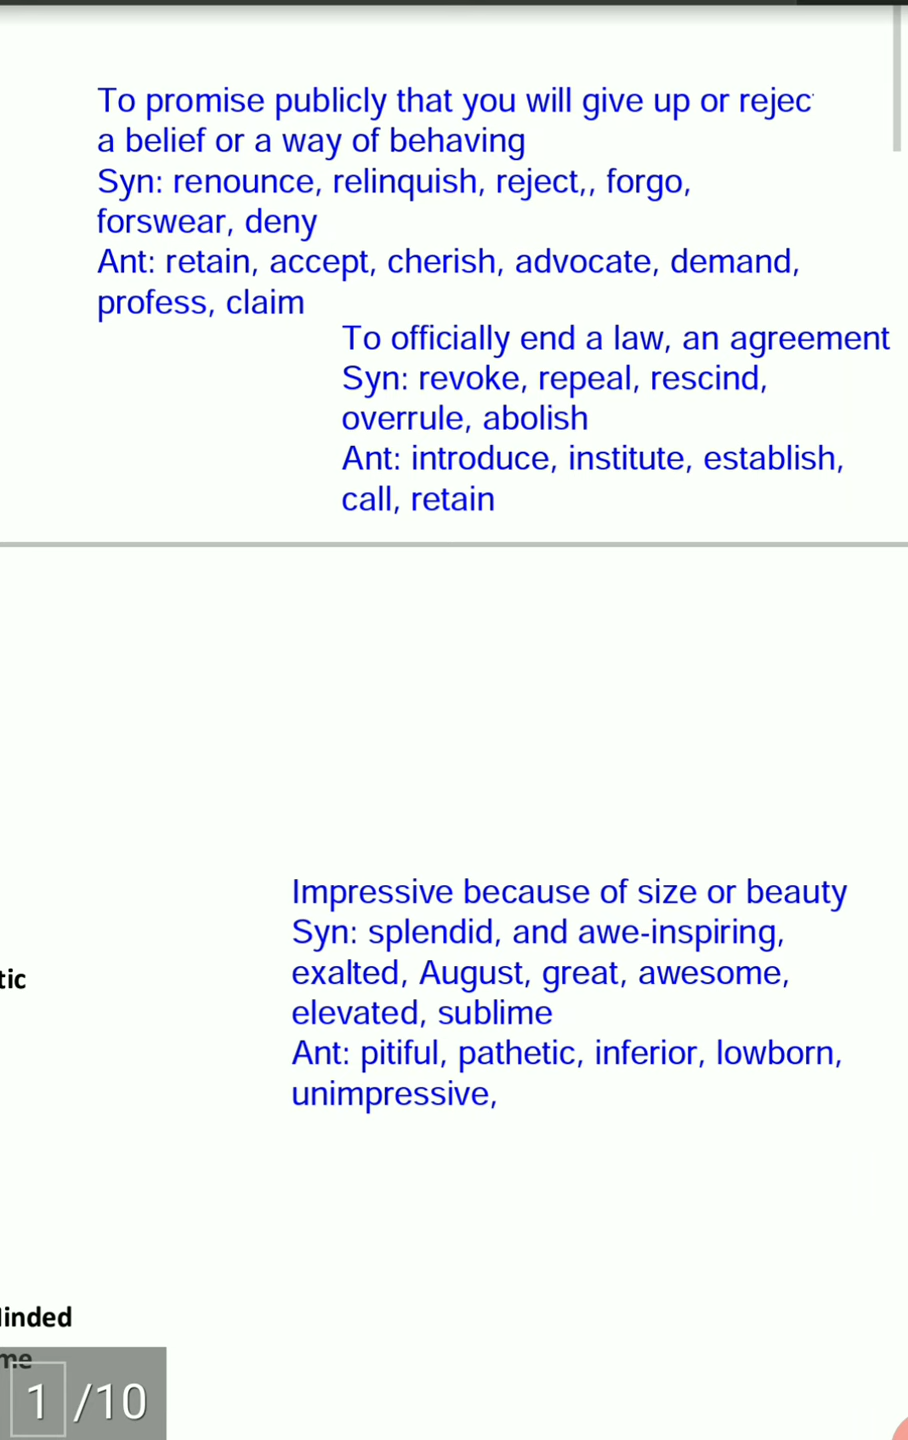 To promise publicly that you will give up or rejec
a belief or a way of behaving
Syn: renounce, relinquish, reject,, forgo,
forswear, deny
Ant: retain, accept, cherish, advocate, demand,
profess, claim
To officially end a law, an agreement
Syn: revoke, repeal, rescind,
overrule, abolish
Ant: introduce, institute, establish,
call, retain
Impressive because of size or beauty
Syn: splendid, and awe-inspiring,
tic
exalted, August, great, awesome,
elevated, sublime
Ant: pitiful, pathetic, inferior, lowborn,
unimpressive,
inded
me
1 /10